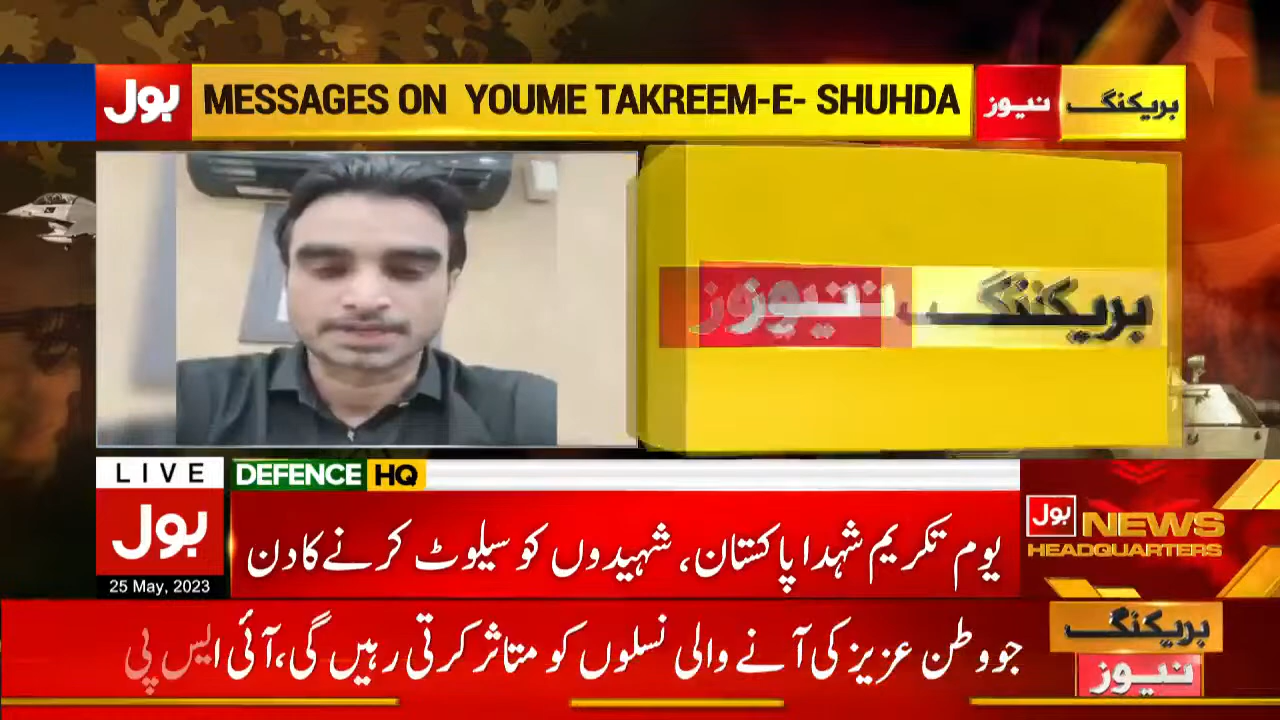 بول
MESSAGES ON YOUME TAKREEM-E- SHUHDA
بریکنگ نیوز
بریکنگ نیوز
LIVE
بول
25 May, 2023
DEFENCE HQ
یوم تکریم شہدا پاکستان، شہیدوں کو سیلوٹ کرنے کا دن
بول NEWS
HEADQUARTERS
جو وطن عزیز کی آنے والی نسلوں کو متاثر کرتی رہیں گی، آئی ایس پی
بریکنگ
نیوز